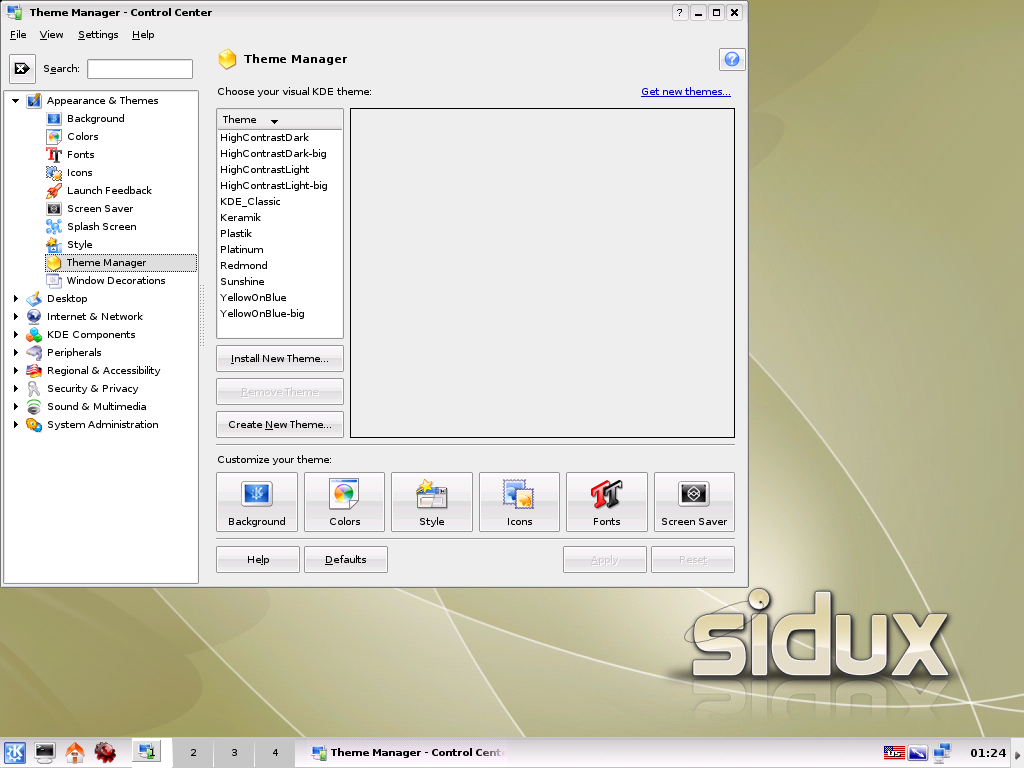 Theme Manager - Control Center
File View Settings Help
Search:
Theme Manager
Choose your visual KDE theme:
Get new themes...
Appearance & Themes
Background
Colors
Fonts
Icons
Launch Feedback
Screen Saver
Splash Screen
Style
Theme Manager
Window Decorations
Desktop
Internet & Network
KDE Components
Peripherals
Regional & Accessibility
Security & Privacy
Sound & Multimedia
System Administration
Theme
HighContrastDark
HighContrastDark-big
HighContrastLight
HighContrastLight-big
KDE_Classic
Keramik
Plastik
Platinum
Redmond
Sunshine
YellowOnBlue
YellowOnBlue-big
Install New Theme...
Remove Theme
Create New Theme...
Customize your theme:
Background Colors Style Icons Fonts Screen Saver
Help Defaults Apply Reset
sidux
1 2 3 4 Theme Manager - Control Cent us 01:24